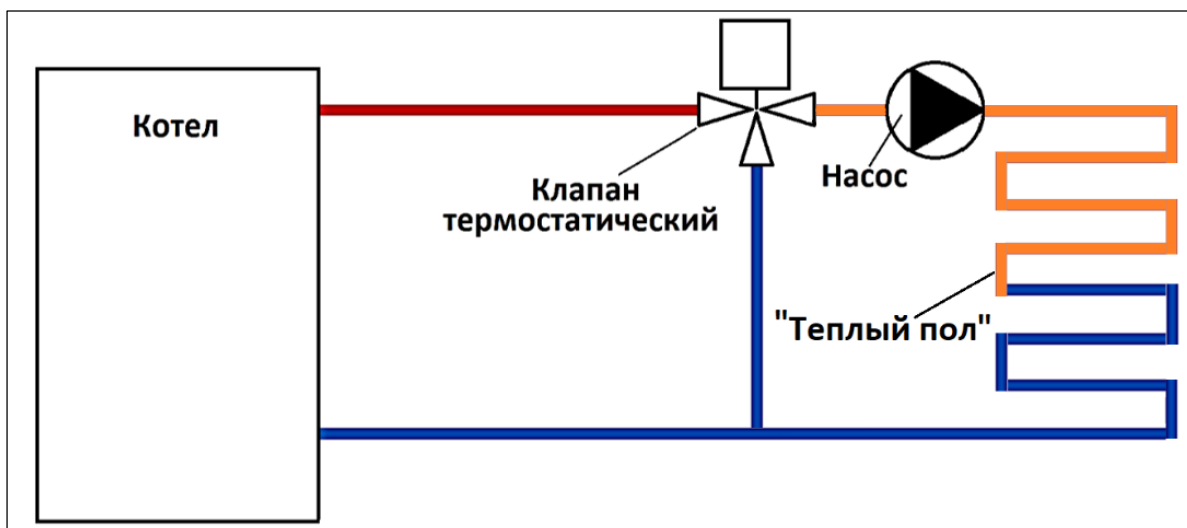 Котел
Клапан
термостатический
Насос
"Теплый пол"